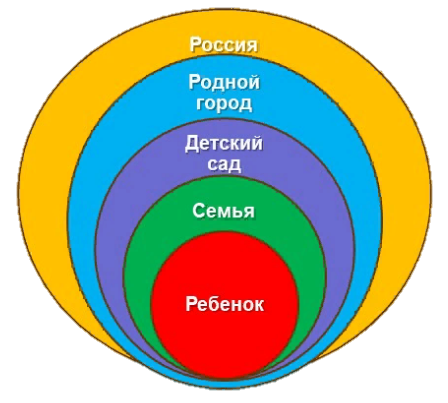 Россия
Родной
город
Детский
сад
Семья
Ребенок